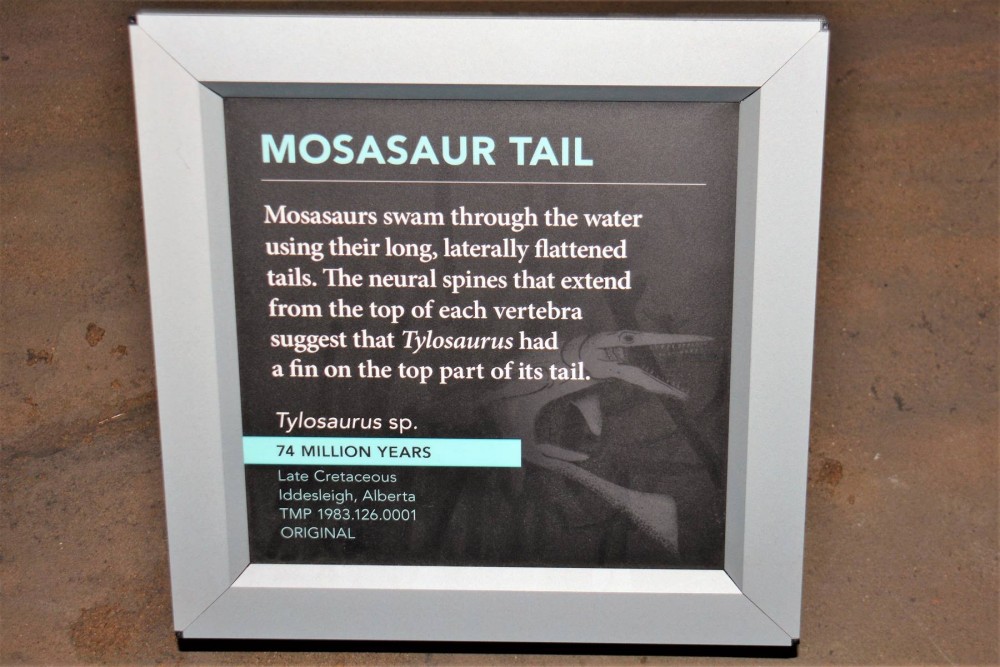 MOSASAUR TAIL
Mosasaurs swam through the water
using their long, laterally flattened
tails. The neural spines that extend
from the top of each vertebra
suggest that Tylosaurus had
a fin on the top part of its tail.
Tylosaurus sp.
74 MILLION YEARS
Late Cretaceous
Iddesleigh, Alberta
TMP 1983.126.0001
ORIGINAL